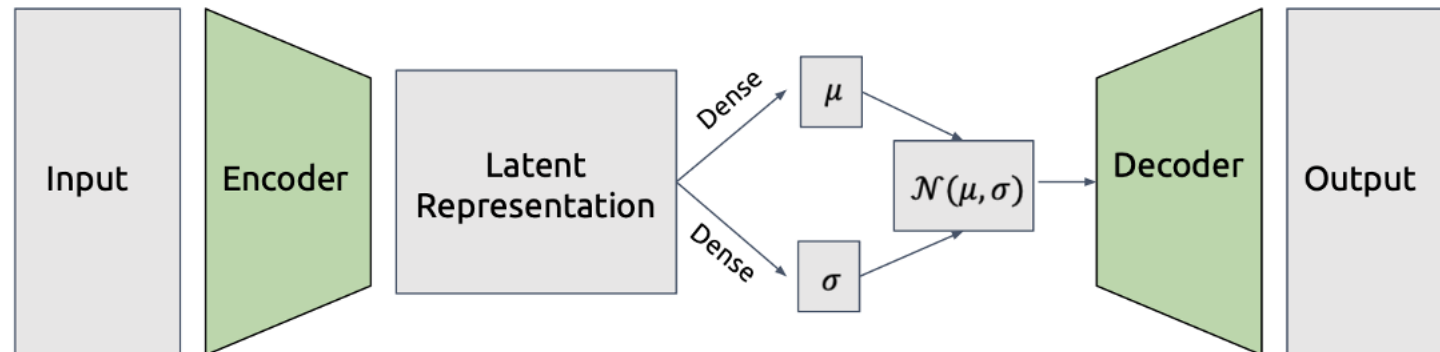 Input
Encoder
Latent
Representation
Dense
Dense
μ
σ
𝒩(μ, σ)
Decoder
Output